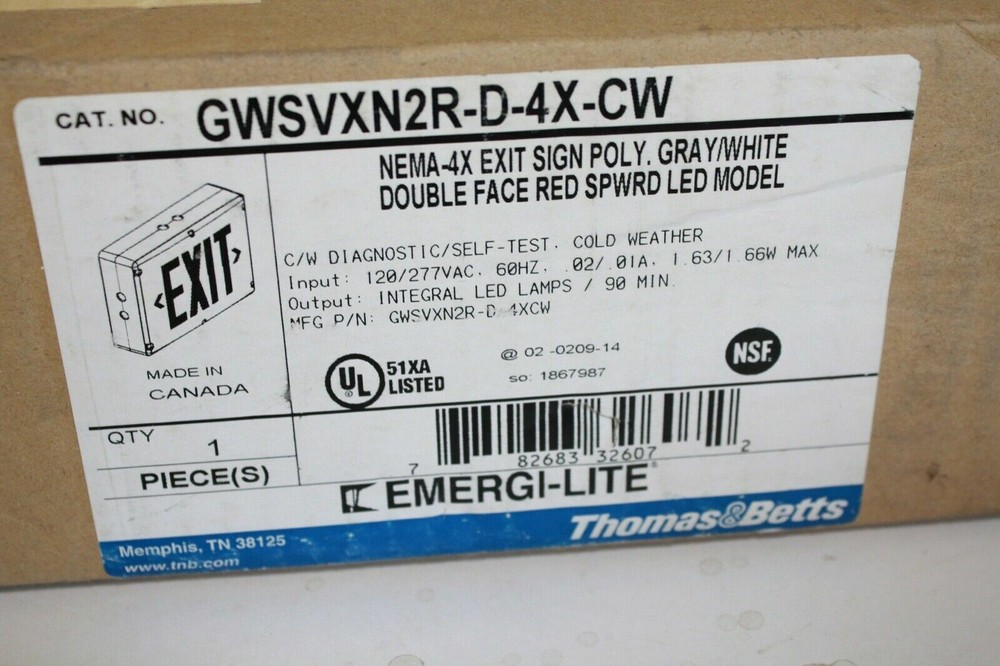 CAT. NO. GWSVXN2R-D-4X-CW
NEMA-4X EXIT SIGN POLY. GRAY/WHITE
DOUBLE FACE RED SPWRD LED MODEL
EXIT
C/W DIAGNOSTIC/SELF-TEST. COLD WEATHER
Input: 120/277VAC. 60HZ. .02/.01A. 1.63/1.66W MAX
Output: INTEGRAL LED LAMPS / 90 MIN.
MFG P/N: GWSVXN2R-D-4XCW
MADE IN
CANADA
UL ®
51XA
LISTED
@ 02 -0209-14
so: 1867987
NSF.
QTY
1
PIECE(S)
7 82683 32607 2
EMERGI-LITE®
Thomas&Betts
Memphis, TN 38125
www.tnb.com